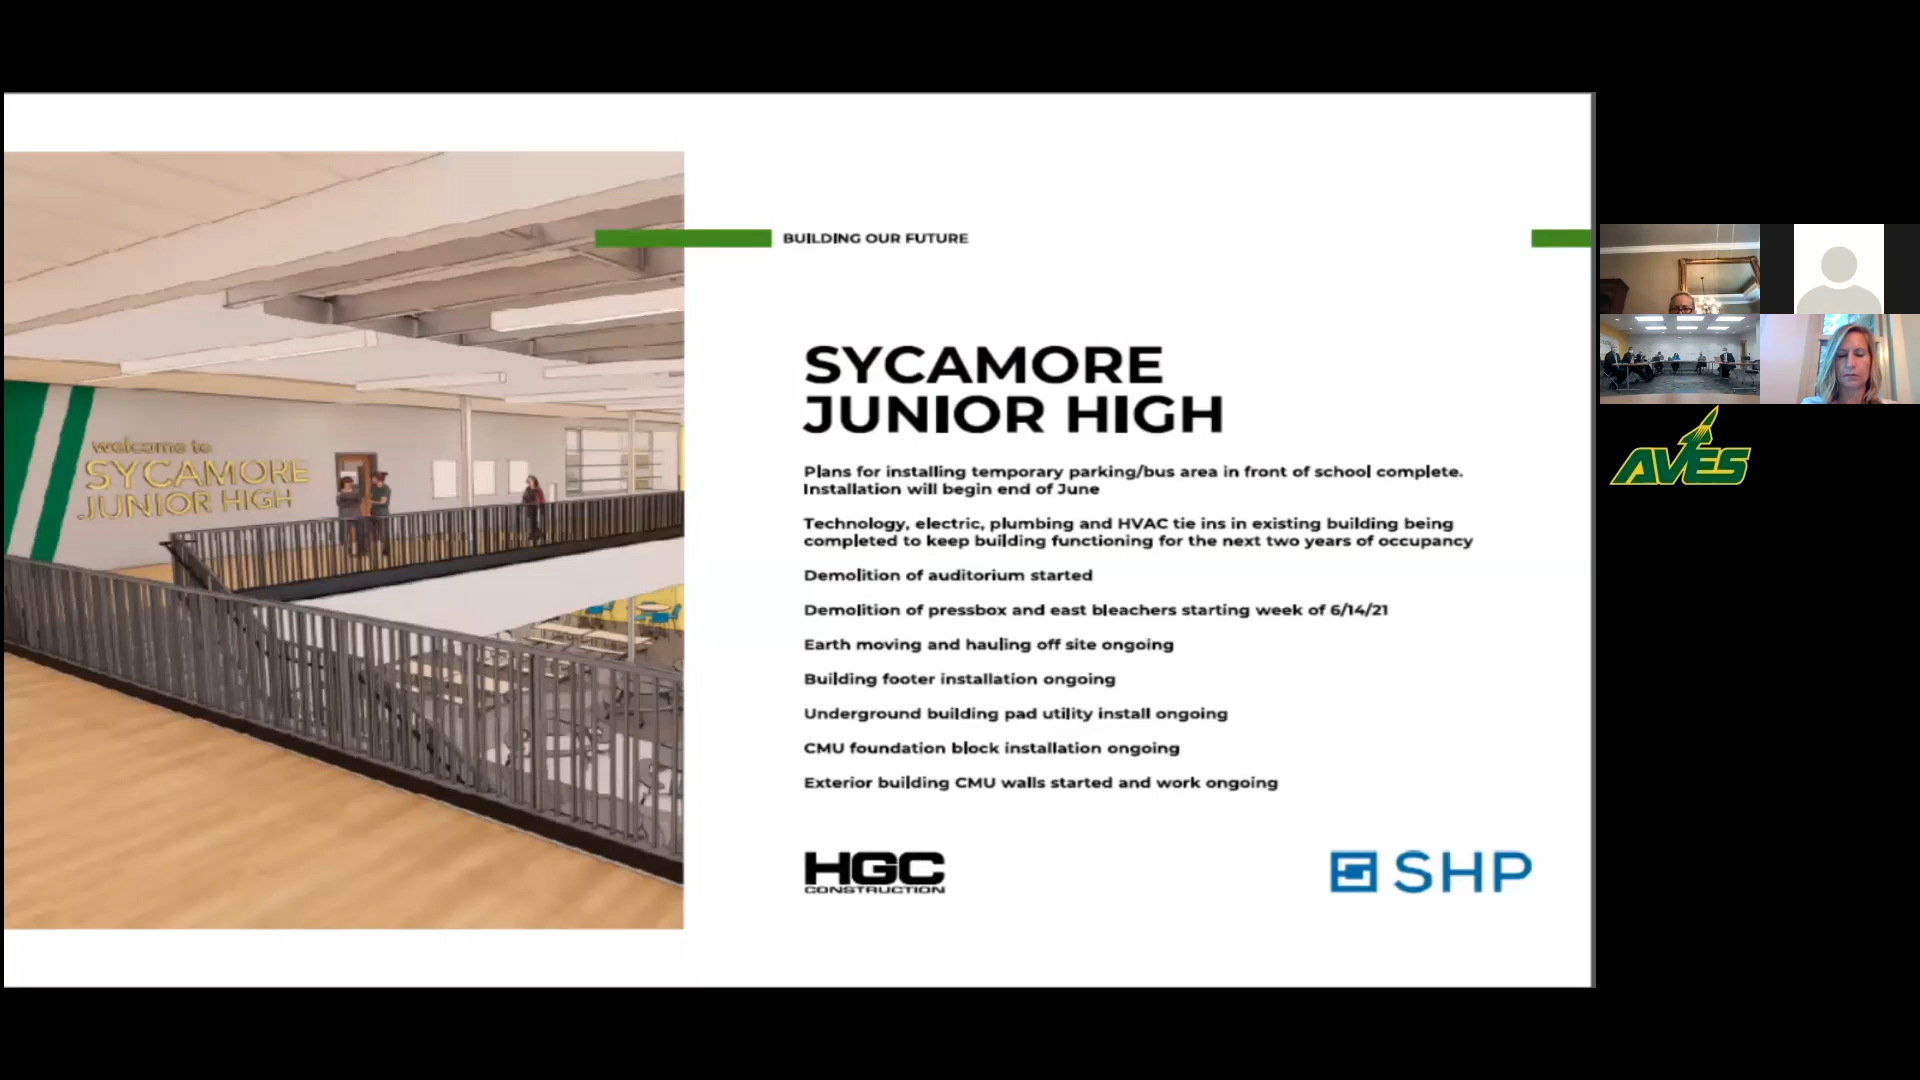 BUILDING OUR FUTURE
welcome to
SYCAMORE
JUNIOR HIGH
SYCAMORE
JUNIOR HIGH
Plans for installing temporary parking/bus area in front of school complete.
Installation will begin end of June
Technology, electric, plumbing and HVAC tie ins in existing building being
completed to keep building functioning for the next two years of occupancy
Demolition of auditorium started
Demolition of pressbox and east bleachers starting week of 6/14/21
Earth moving and hauling off site ongoing
Building footer installation ongoing
Underground building pad utility install ongoing
CMU foundation block installation ongoing
Exterior building CMU walls started and work ongoing
HGC
CONSTRUCTION
SHP
AVES